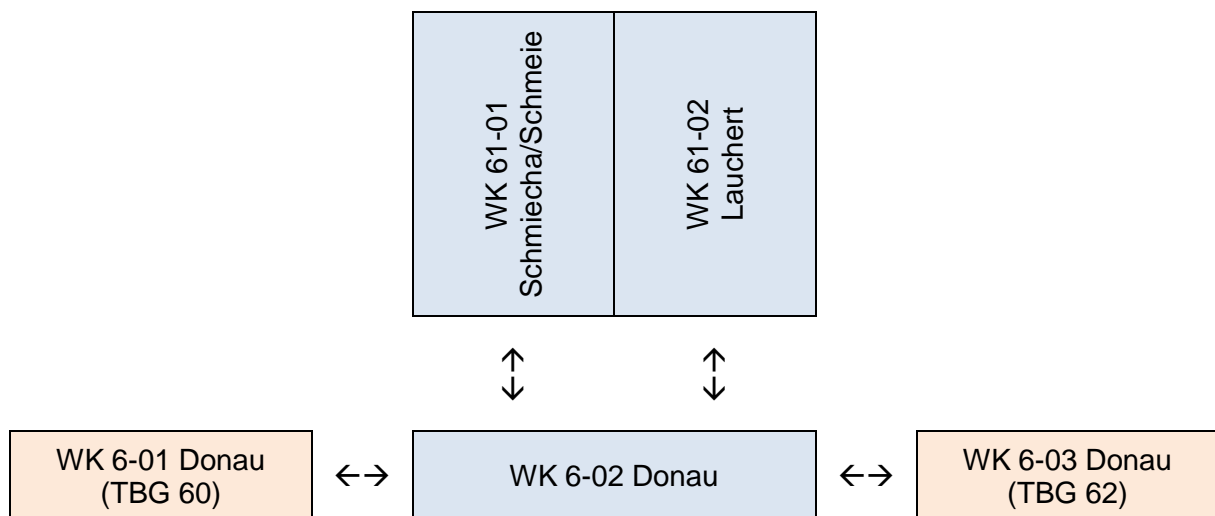 WK 61-01
Schmiecha/Schmeie
WK 61-02
Lauchert
WK 6-01 Donau
(TBG 60)
WK 6-02 Donau
WK 6-03 Donau
(TBG 62)